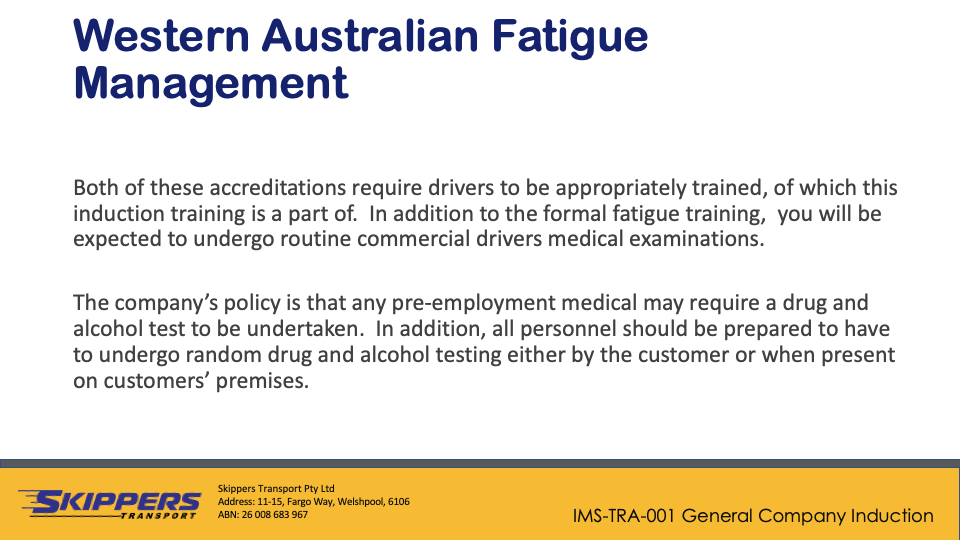 Western Australian Fatigue
Management
Both of these accreditations require drivers to be appropriately trained, of which this
induction training is a part of.  In addition to the formal fatigue training,  you will be
expected to undergo routine commercial drivers medical examinations.
The company’s policy is that any pre-employment medical may require a drug and
alcohol test to be undertaken.  In addition, all personnel should be prepared to have
to undergo random drug and alcohol testing either by the customer or when present
on customers’ premises.
SKIPPERS
TRANSPORT
Skippers Transport Pty Ltd
Address: 11-15, Fargo Way, Welshpool, 6106
ABN: 26 008 683 967
IMS-TRA-001 General Company Induction